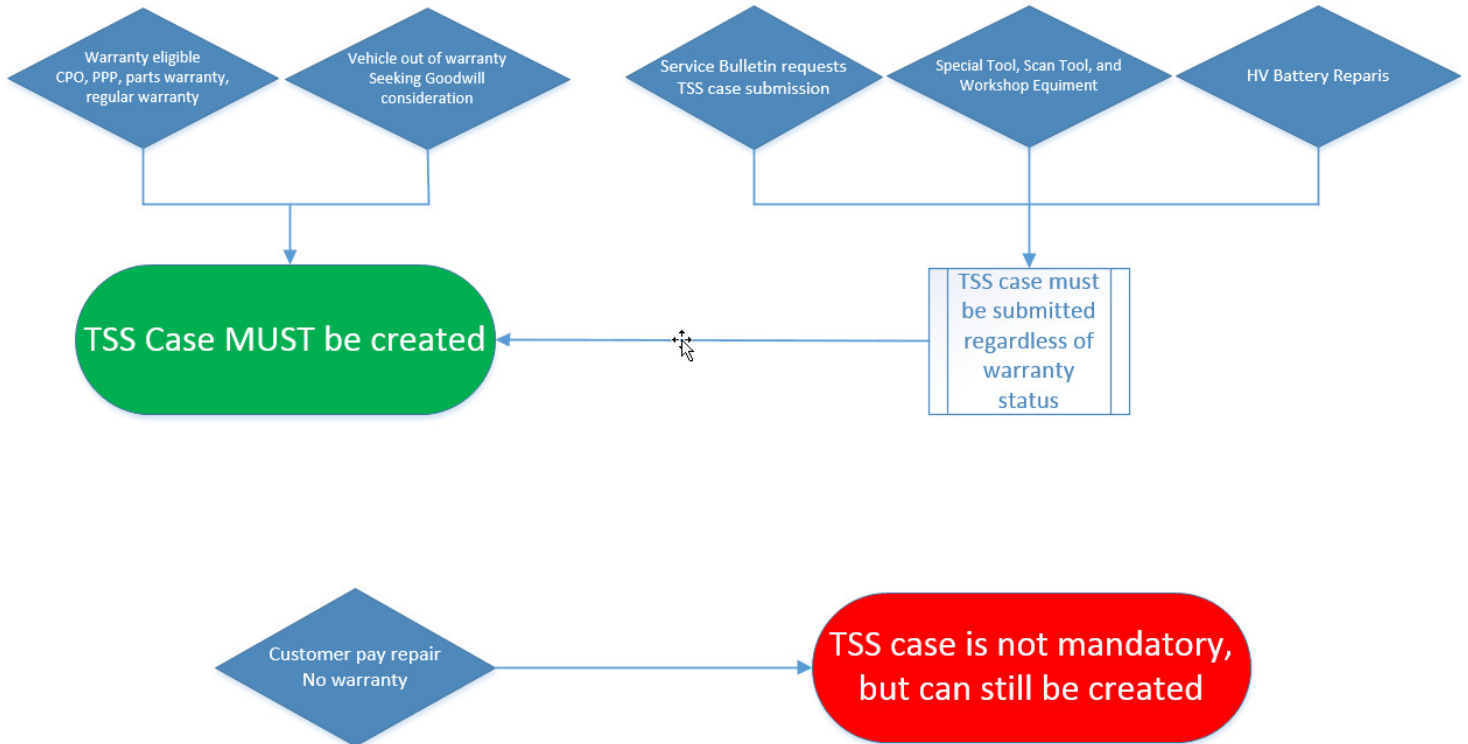 Warranty eligible
CPO, PPP, parts warranty,
regular warranty
Vehicle out of warranty
Seeking Goodwill
consideration
Service Bulletin requests
TSS case submission
Special Tool, Scan Tool, and
Workshop Equiment
HV Battery Reparis
TSS Case MUST be created
TSS case must
be submitted
regardless of
warranty
status
Customer pay repair
No warranty
TSS case is not mandatory,
but can still be created